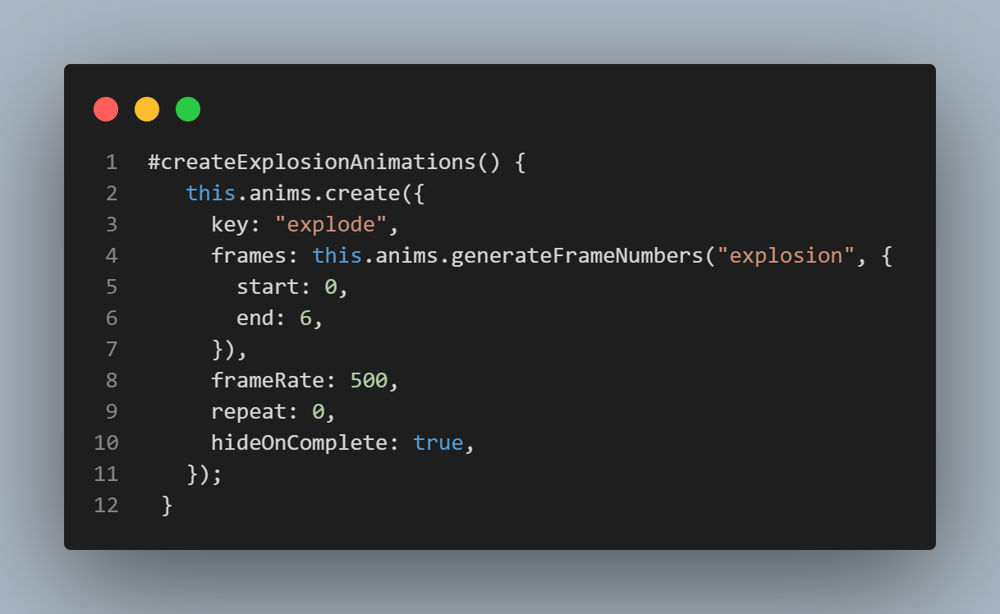 1 #createExplosionAnimations() {
2    this.anims.create({
3      key: "explode",
4      frames: this.anims.generateFrameNumbers("explosion", {
5        start: 0,
6        end: 6,
7      }),
8      frameRate: 500,
9      repeat: 0,
10      hideOnComplete: true,
11    });
12  }